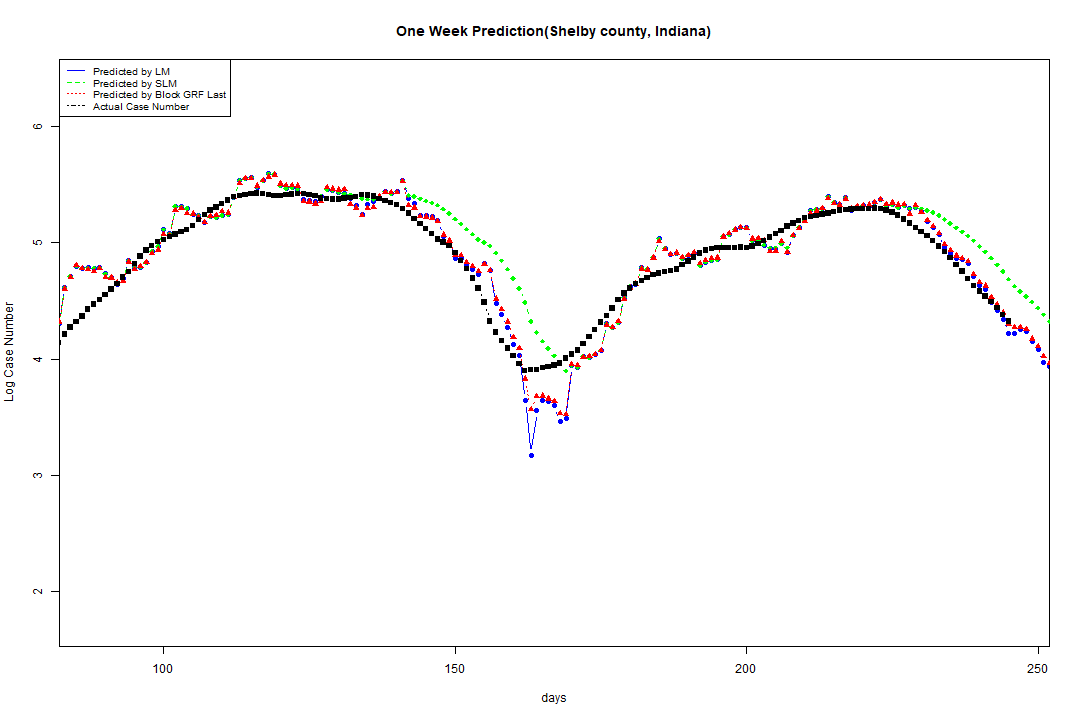 One Week Prediction(Shelby county, Indiana)
Predicted by LM
Predicted by SLM
Predicted by Block GRF Last
Actual Case Number
Log Case Number
6
5
4
3
2
100
150
200
250
days